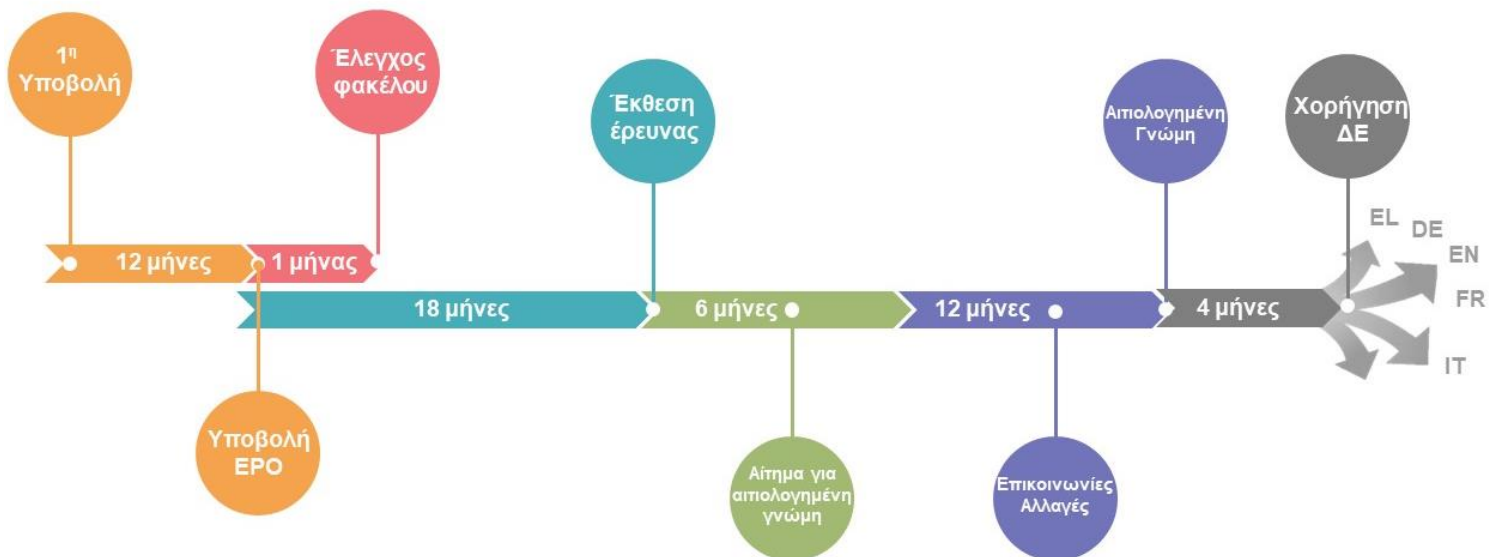 1η
Υποβολή
Έλεγχος
φακέλου
Έκθεση
έρευνας
Αιτιολογημένη
Γνώμη
Χορήγηση
ΔΕ
EL
DE
EN
FR
IT
12 μήνες
1 μήνας
18 μήνες
6 μήνες
12 μήνες
4 μήνες
Υποβολή
EPO
Αίτημα για
αιτιολογημένη
γνώμη
Επικοινωνίες
Αλλαγές